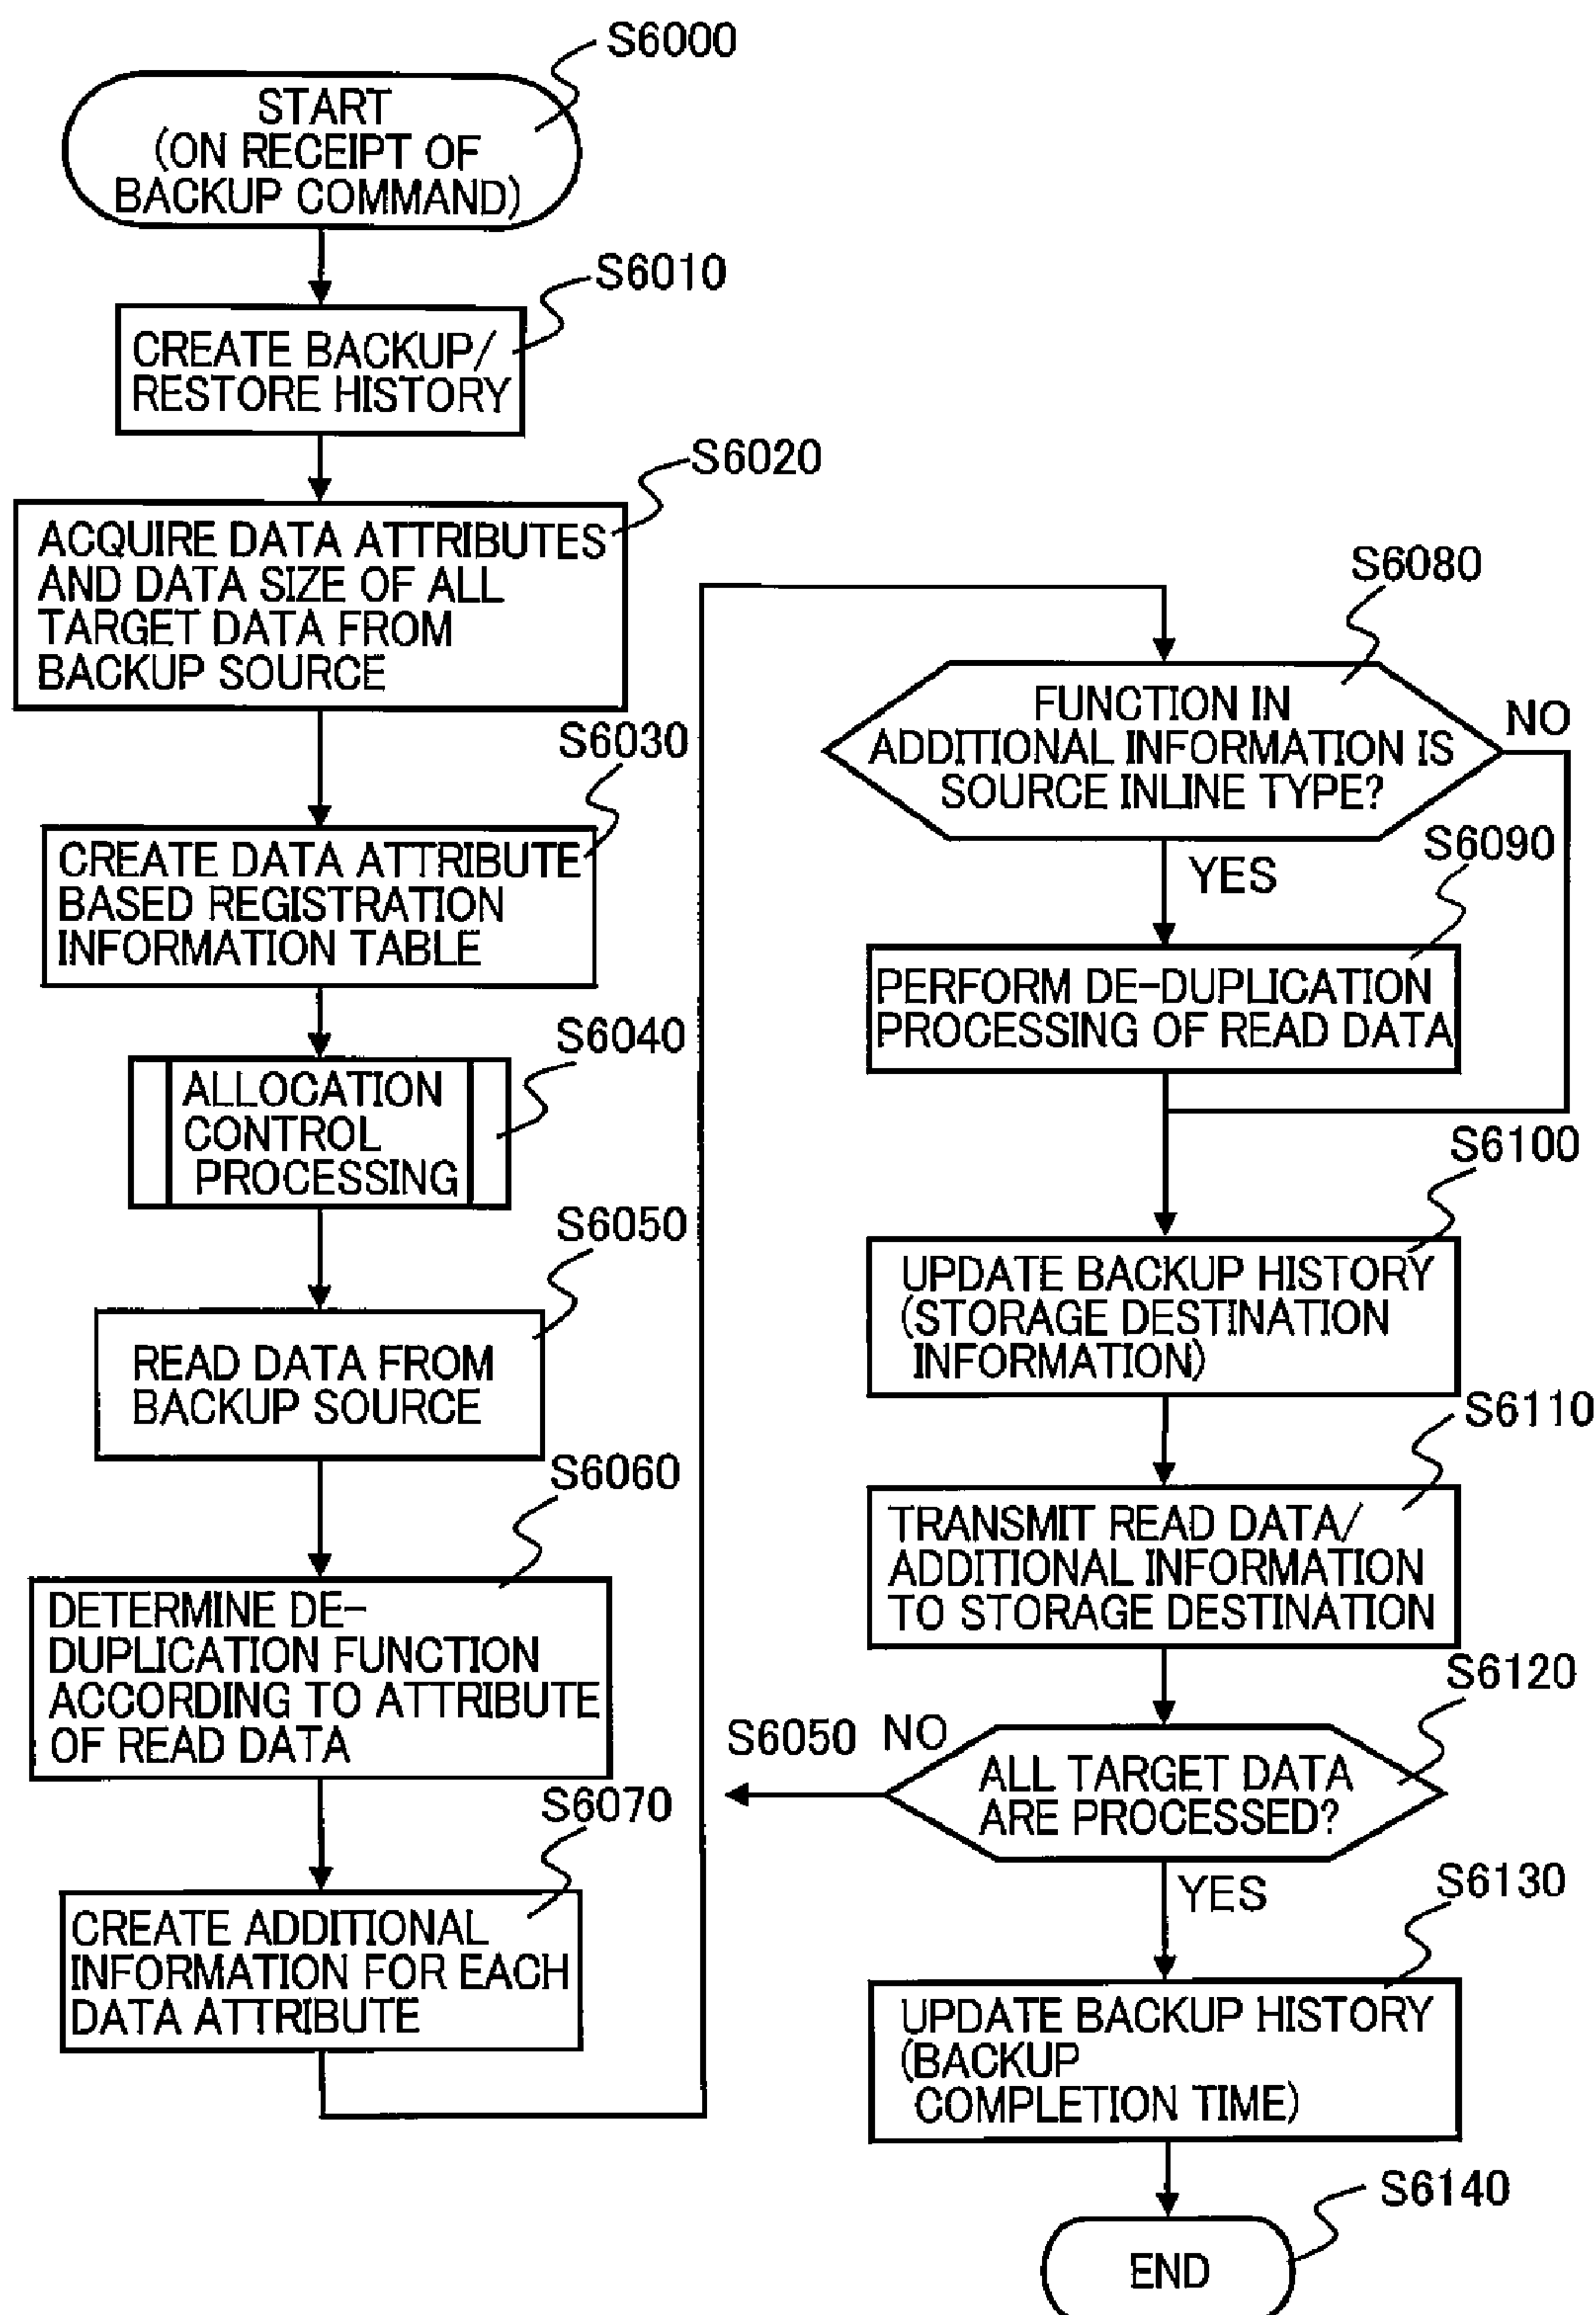 S6000
START
(ON RECEIPT OF
BACKUP COMMAND)
S6010
CREATE BACKUP/
RESTORE HISTORY
S6020
ACQUIRE DATA ATTRIBUTES
AND DATA SIZE OF ALL
TARGET DATA FROM
BACKUP SOURCE
S6030
CREATE DATA ATTRIBUTE
BASED REGISTRATION
INFORMATION TABLE
S6040
ALLOCATION
CONTROL
PROCESSING
S6050
READ DATA FROM
BACKUP SOURCE
S6060
DETERMINE DE-
DUPLICATION FUNCTION
ACCORDING TO ATTRIBUTE
OF READ DATA
S6070
CREATE ADDITIONAL
INFORMATION FOR EACH
DATA ATTRIBUTE
S6080
FUNCTION IN
ADDITIONAL INFORMATION IS
SOURCE INLINE TYPE?
NO
YES
S6090
PERFORM DE-DUPLICATION
PROCESSING OF READ DATA
S6100
UPDATE BACKUP HISTORY
(STORAGE DESTINATION
INFORMATION)
S6110
TRANSMIT READ DATA/
ADDITIONAL INFORMATION
TO STORAGE DESTINATION
S6120
ALL TARGET DATA
ARE PROCESSED?
S6050 NO
YES
S6130
UPDATE BACKUP HISTORY
(BACKUP
COMPLETION TIME)
S6140
END